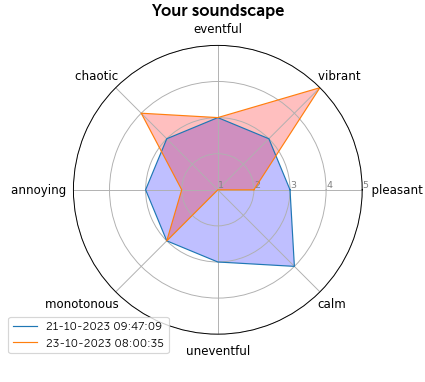 Your soundscape
eventful
chaotic
vibrant
annoying
1 2 3 4 5
pleasant
monotonous
calm
uneventful
21-10-2023 09:47:09
23-10-2023 08:00:35